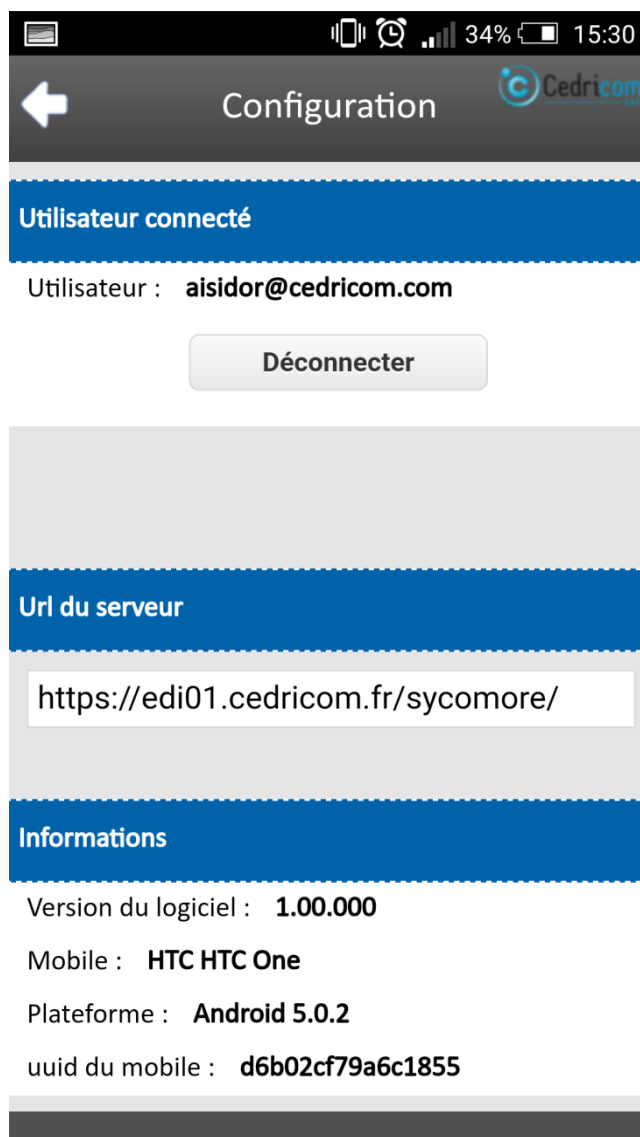 34% 15:30
Configuration
Cedricom
Utilisateur connecté
Utilisateur : aisidor@cedricom.com
Déconnecter
Url du serveur
https://edi01.cedricom.fr/sycomore/
Informations
Version du logiciel : 1.00.000
Mobile : HTC HTC One
Plateforme : Android 5.0.2
uuid du mobile : d6b02cf79a6c1855